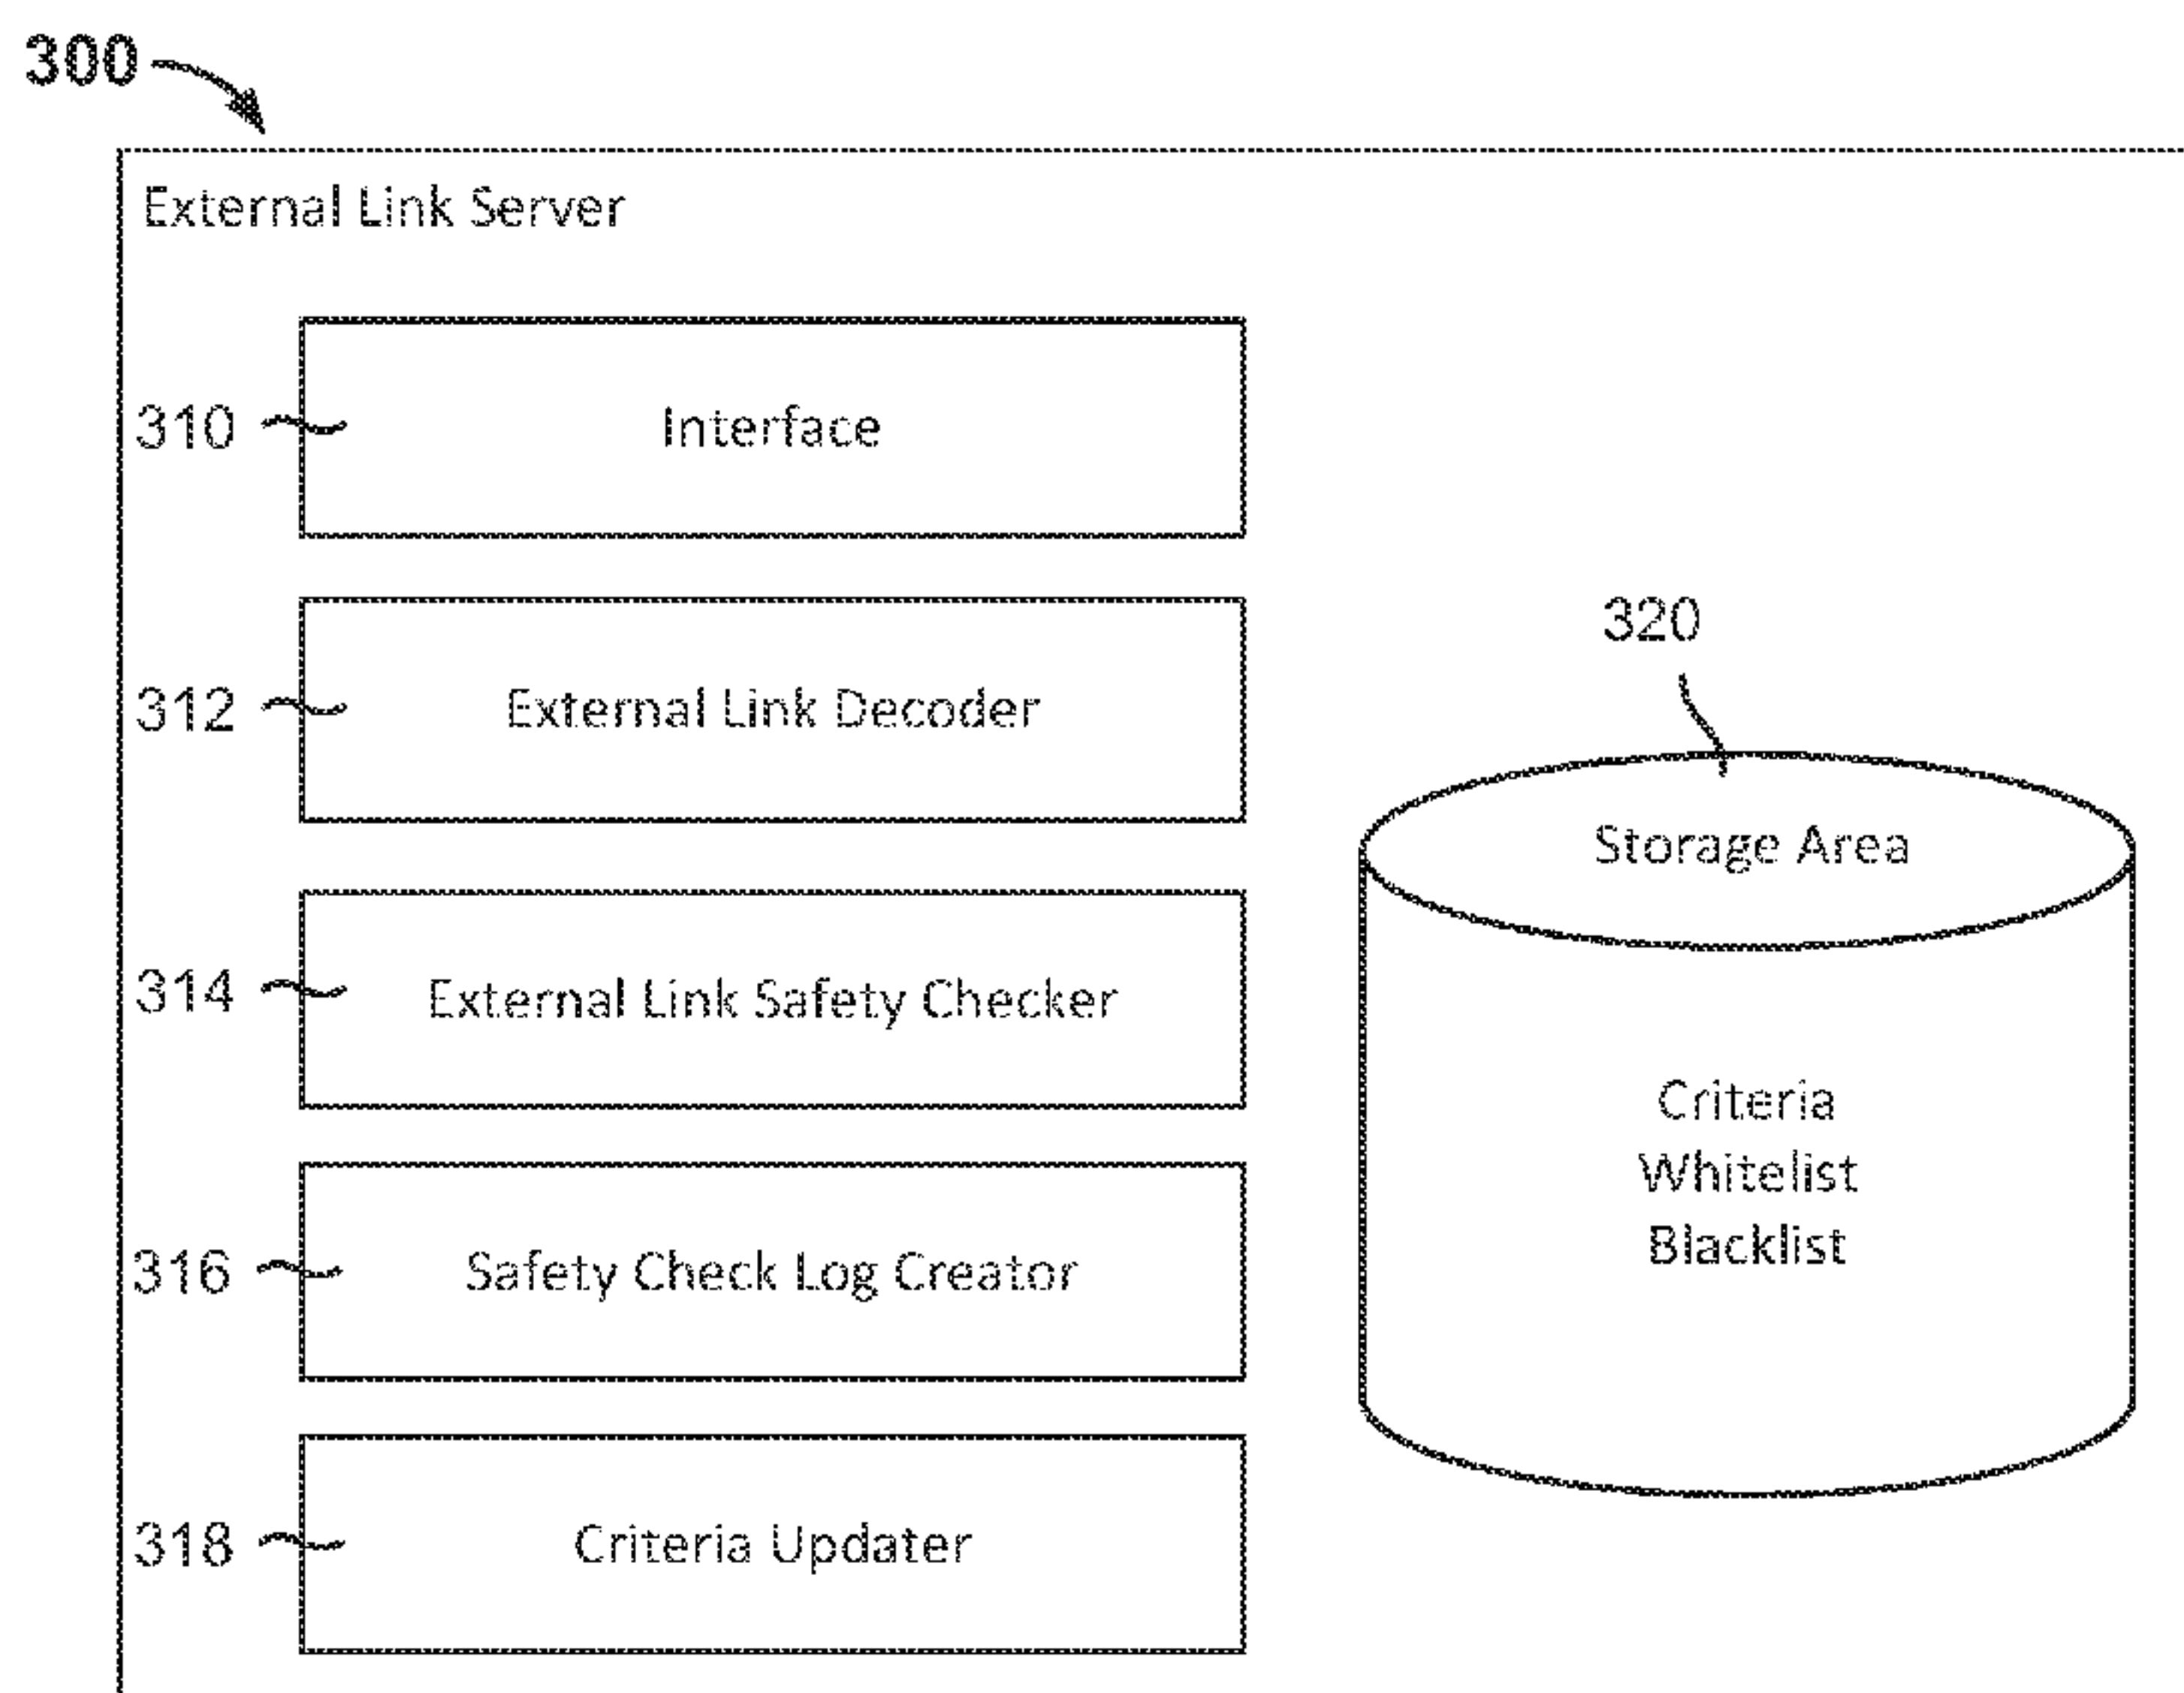 300
External Link Server
310
Interface
312
External Link Decoder
314
External Link Safety Checker
316
Safety Check Log Creator
318
Criteria Updater
320
Storage Area
Criteria
Whitelist
Blacklist